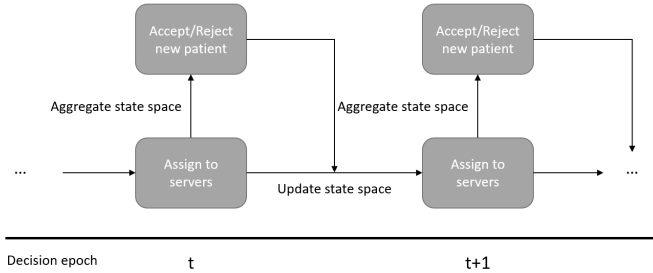 Accept/Reject
new patient
Accept/Reject
new patient
Aggregate state space
Aggregate state space
...
Assign to
servers
Assign to
servers
...
Update state space
Decision epoch
t
t+1